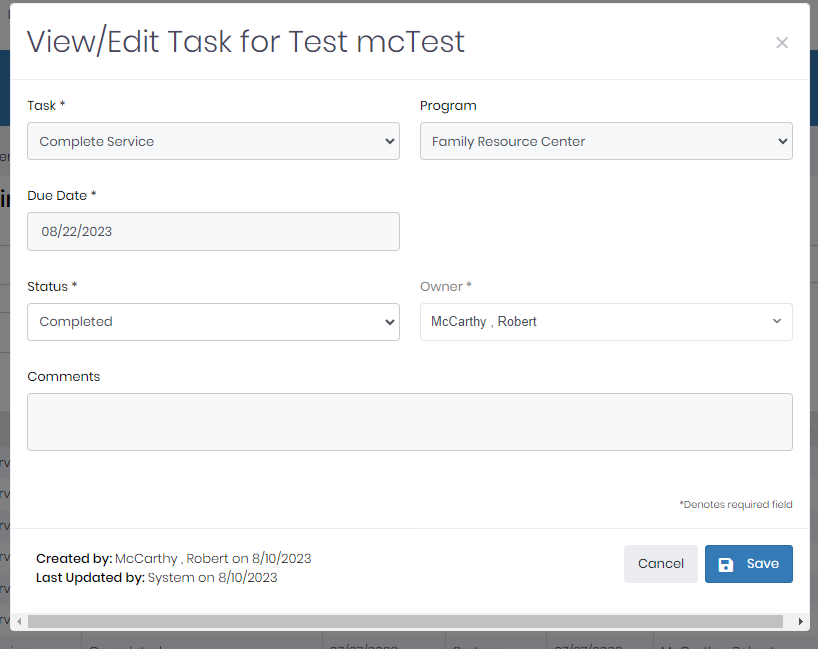 View/Edit Task for Test mcTest
×
Task *
Program
Complete Service
Family Resource Center
Due Date *
08/22/2023
Status *
Owner *
Completed
McCarthy , Robert
Comments
*Denotes required field
Created by: McCarthy , Robert on 8/10/2023
Last Updated by: System on 8/10/2023
Cancel
Save